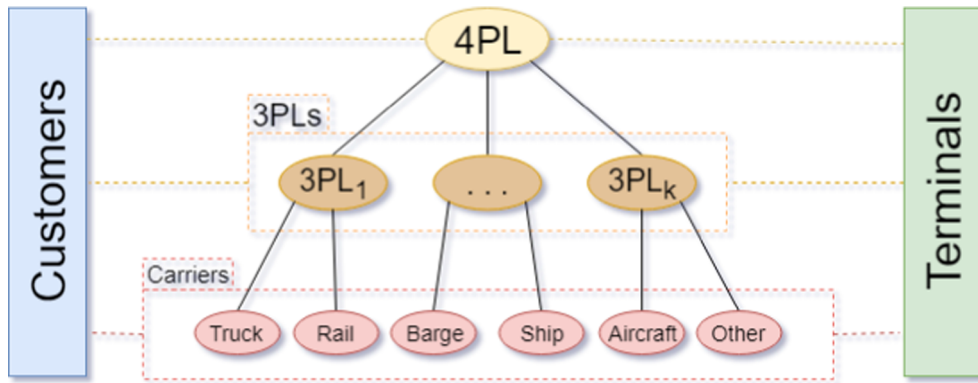 Customers
4PL
3PLs
3PL₁
. . .
3PLₖ
Carriers
Truck
Rail
Barge
Ship
Aircraft
Other
Terminals